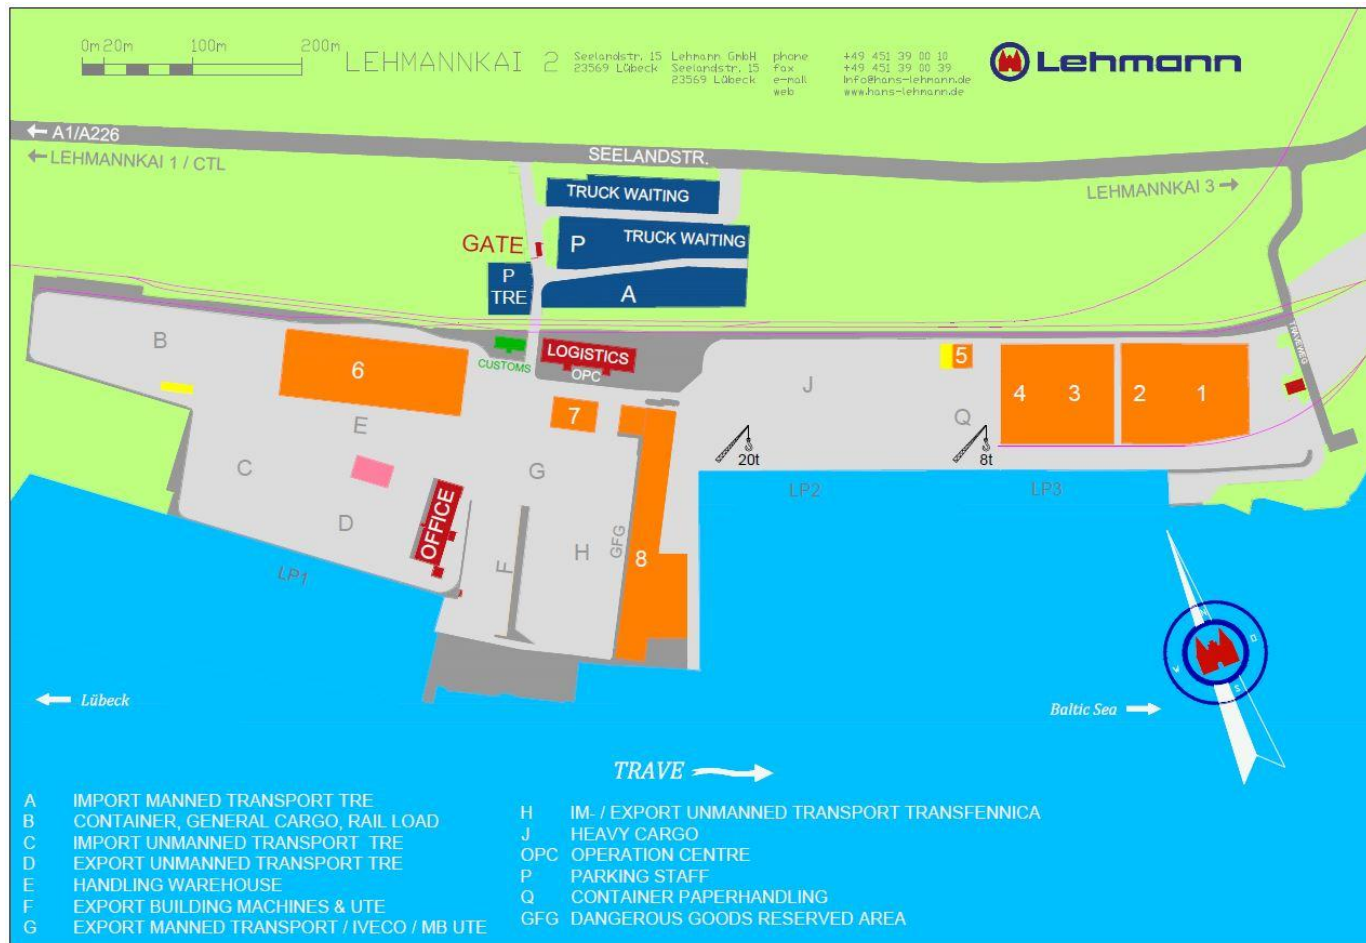 0m 20m 100m 200m
LEHMANNKAI 2
Seelandstr. 15
23569 Lübeck
Lehmann GmbH
Seelandstr. 15
23569 Lübeck
phone +49 451 39 00 10
fax +49 451 39 00 39
e-mail info@hans-lehmann.de
web www.hans-lehmann.de
Lehmann
A1/A226
LEHMANNKAI 1 / CTL
SEELANDSTR.
LEHMANNKAI 3
TRUCK WAITING
GATE
P TRUCK WAITING
P
TRE
A
TRAVEWEG
B
6
CUSTOMS
LOGISTICS
OPC
J
5
4 3 2 1
E
7
Q
C
G
20t
8t
LP2
LP3
D
OFFICE
F
H
GFG
8
LP1
N
O
W
S
Lübeck
Baltic Sea
TRAVE
A IMPORT MANNED TRANSPORT TRE
B CONTAINER, GENERAL CARGO, RAIL LOAD
C IMPORT UNMANNED TRANSPORT TRE
D EXPORT UNMANNED TRANSPORT TRE
E HANDLING WAREHOUSE
F EXPORT BUILDING MACHINES & UTE
G EXPORT MANNED TRANSPORT / IVECO / MB UTE
H IM- / EXPORT UNMANNED TRANSPORT TRANSFENNICA
J HEAVY CARGO
OPC OPERATION CENTRE
P PARKING STAFF
Q CONTAINER PAPERHANDLING
GFG DANGEROUS GOODS RESERVED AREA